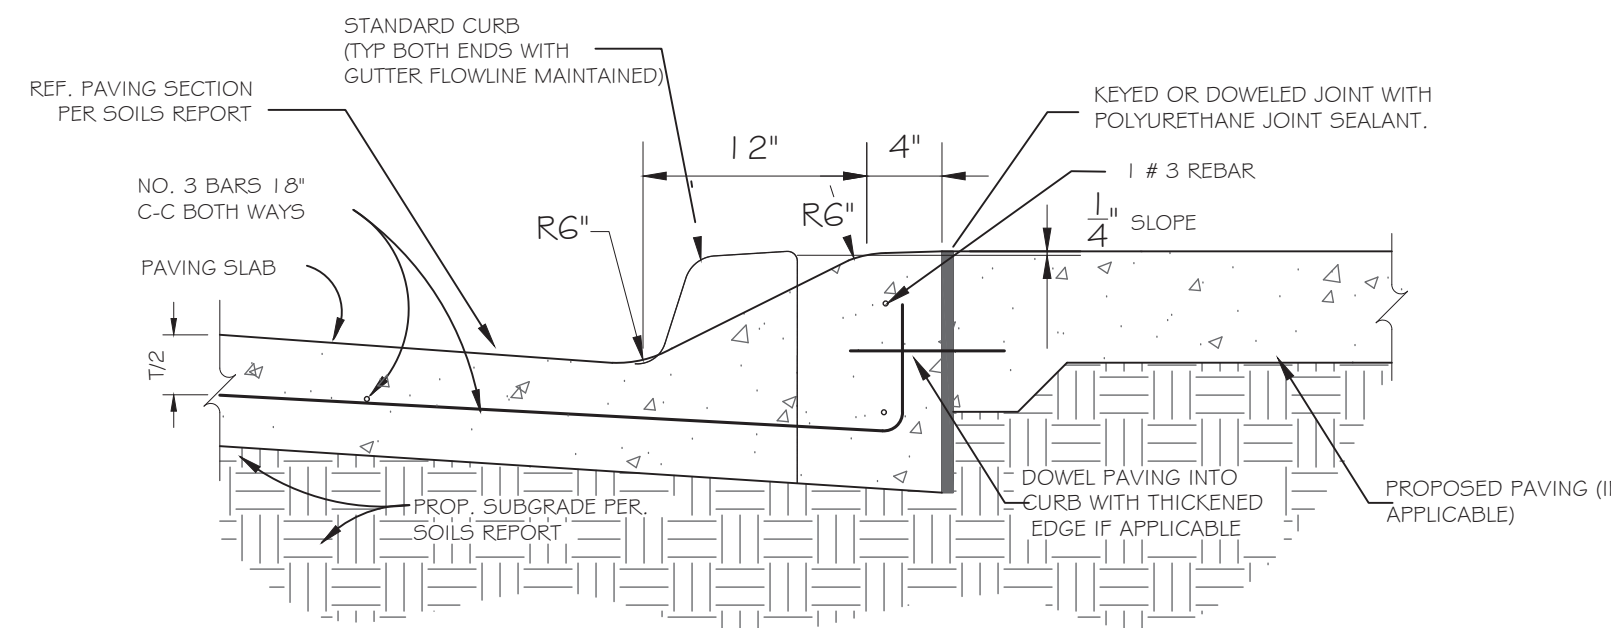 STANDARD CURB
(TYP BOTH ENDS WITH
GUTTER FLOWLINE MAINTAINED)
REF. PAVING SECTION
PER SOILS REPORT
KEYED OR DOWELED JOINT WITH
POLYURETHANE JOINT SEALANT.
12"
4"
1 # 3 REBAR
NO. 3 BARS 18"
C-C BOTH WAYS
R6"
R6"
1/4" SLOPE
PAVING SLAB
T/2
DOWEL PAVING INTO
CURB WITH THICKENED
EDGE IF APPLICABLE
PROPOSED PAVING (I
APPLICABLE)
PROP. SUBGRADE PER.
SOILS REPORT